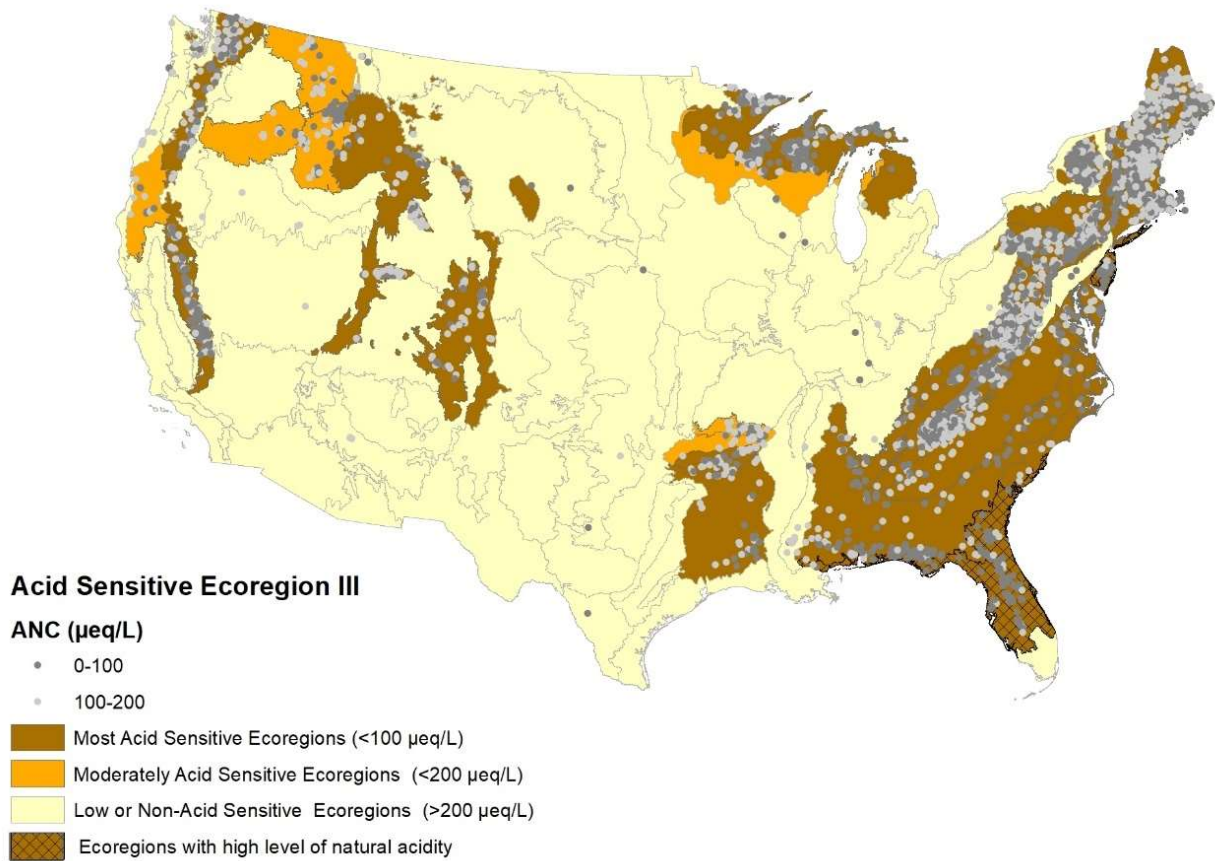 Acid Sensitive Ecoregion III
ANC (µeq/L)
0-100
100-200
Most Acid Sensitive Ecoregions (<100 µeq/L)
Moderately Acid Sensitive Ecoregions (<200 µeq/L)
Low or Non-Acid Sensitive Ecoregions (>200 µeq/L)
Ecoregions with high level of natural acidity